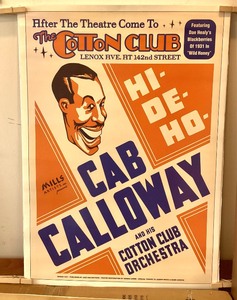 After The Theatre Come To
The COTTON CLUB
LENOX AVE. AT 142nd STREET
Featuring
Dan Healy's
Blackberries
Of 1931 In
'Wild Honey'
HI-
DE-
HO-
MILLS
ARTISTS
CAB
CALLOWAY
AND HIS
COTTON CLUB
ORCHESTRA